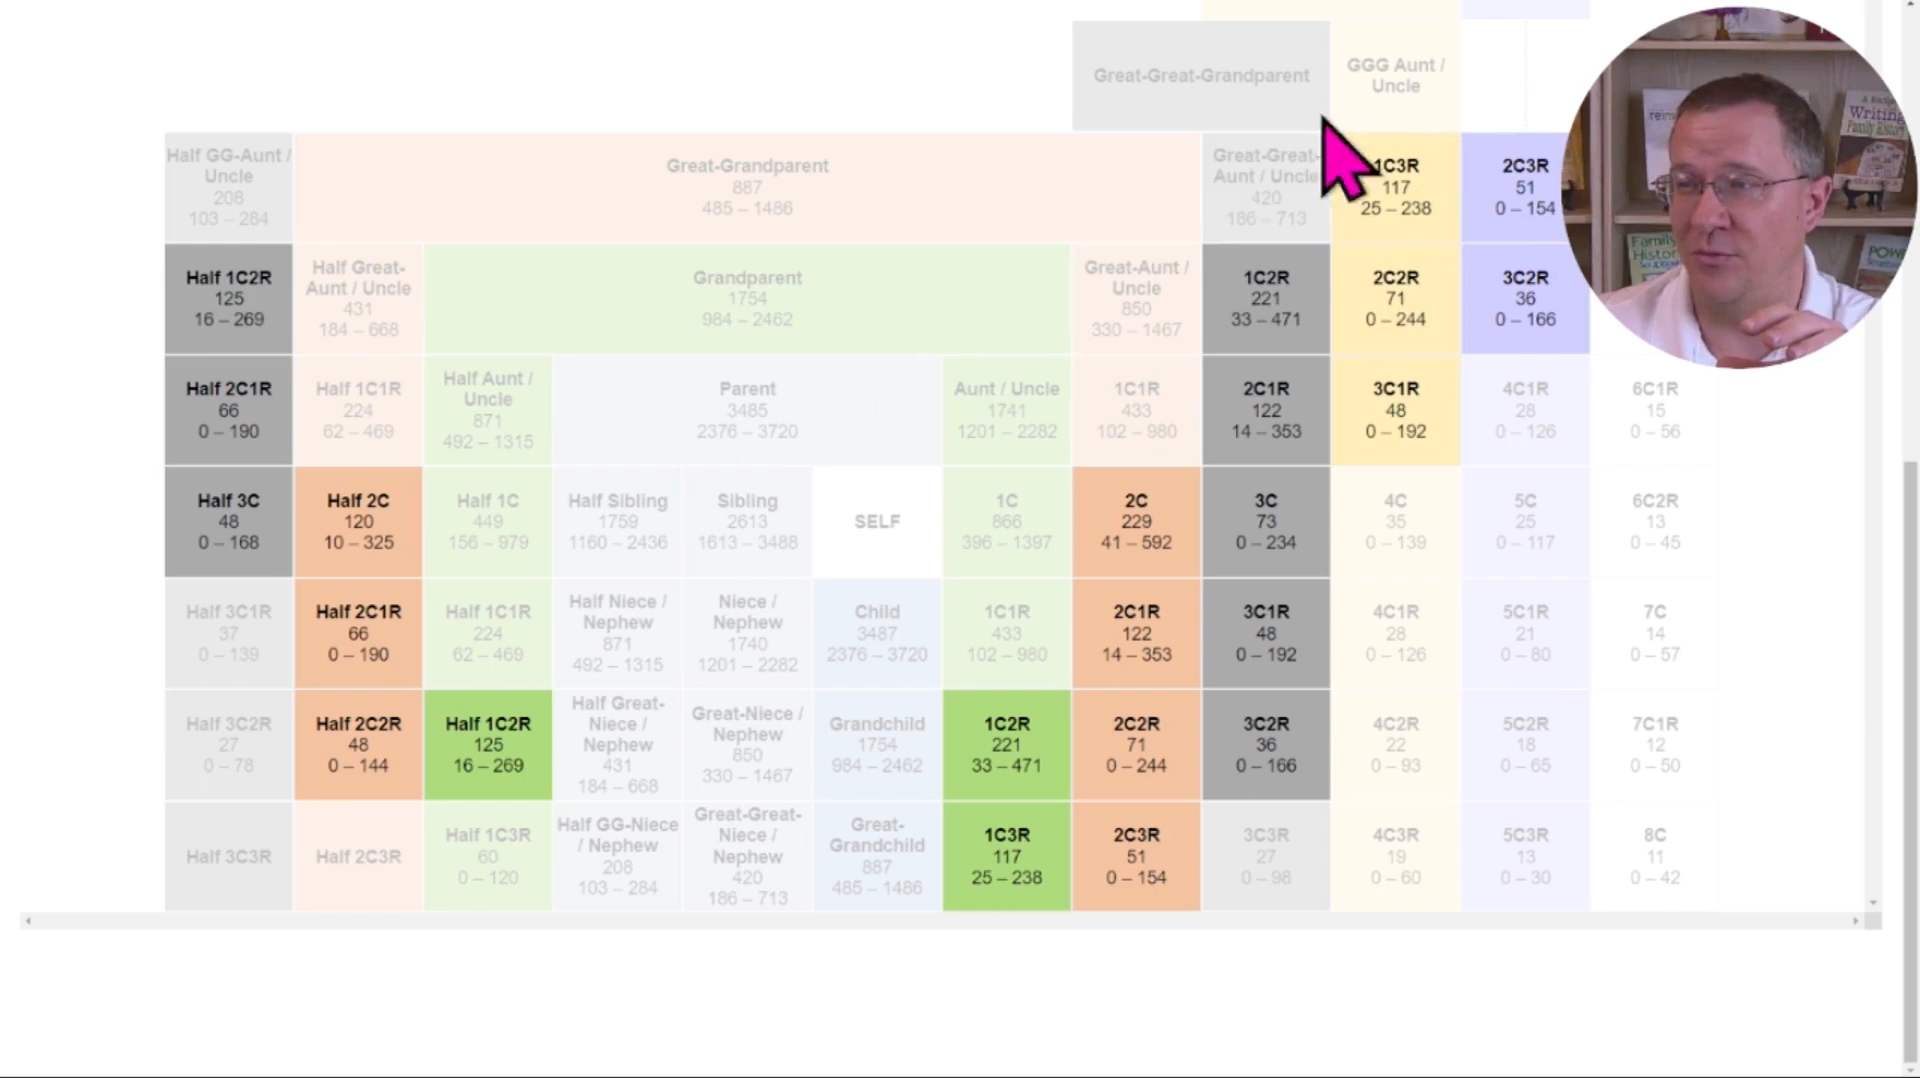 Great-Great-Grandparent
GGG Aunt /
Uncle
Half GG-Aunt /
Uncle
208
103 – 284
Great-Grandparent
887
485 – 1486
Great-Great-
Aunt / Uncle
420
186 – 713
1C3R
117
25 – 238
2C3R
51
0 – 154
Half 1C2R
125
16 – 269
Half Great-
Aunt / Uncle
431
184 – 668
Grandparent
1754
984 – 2462
Great-Aunt /
Uncle
850
330 – 1467
1C2R
221
33 – 471
2C2R
71
0 – 244
3C2R
36
0 – 166
Half 2C1R
66
0 – 190
Half 1C1R
224
62 – 469
Half Aunt /
Uncle
871
492 – 1315
Parent
3485
2376 – 3720
Aunt / Uncle
1741
1201 – 2282
1C1R
433
102 – 980
2C1R
122
14 – 353
3C1R
48
0 – 192
4C1R
28
0 – 126
6C1R
15
0 – 56
Half 3C
48
0 – 168
Half 2C
120
10 – 325
Half 1C
449
156 – 979
Half Sibling
1759
1160 – 2436
Sibling
2613
1613 – 3488
SELF
1C
866
396 – 1397
2C
229
41 – 592
3C
73
0 – 234
4C
35
0 – 139
5C
25
0 – 117
6C2R
13
0 – 45
Half 3C1R
37
0 – 139
Half 2C1R
66
0 – 190
Half 1C1R
224
62 – 469
Half Niece /
Nephew
871
492 – 1315
Niece /
Nephew
1740
1201 – 2282
Child
3487
2376 – 3720
1C1R
433
102 – 980
2C1R
122
14 – 353
3C1R
48
0 – 192
4C1R
28
0 – 126
5C1R
21
0 – 80
7C
14
0 – 57
Half 3C2R
27
0 – 78
Half 2C2R
48
0 – 144
Half 1C2R
125
16 – 269
Half Great-
Niece /
Nephew
431
184 – 668
Great-Niece /
Nephew
850
330 – 1467
Grandchild
1754
984 – 2462
1C2R
221
33 – 471
2C2R
71
0 – 244
3C2R
36
0 – 166
4C2R
22
0 – 93
5C2R
18
0 – 65
7C1R
12
0 – 50
Half 3C3R
Half 2C3R
Half 1C3R
60
0 – 120
Half GG-Niece
/ Nephew
208
103 – 284
Great-Great-
Niece /
Nephew
420
186 – 713
Great-
Grandchild
887
485 – 1486
1C3R
117
25 – 238
2C3R
51
0 – 154
3C3R
27
0 – 98
4C3R
19
0 – 60
5C3R
13
0 – 30
8C
11
0 – 42
Writing
Family History
Family
History
POW